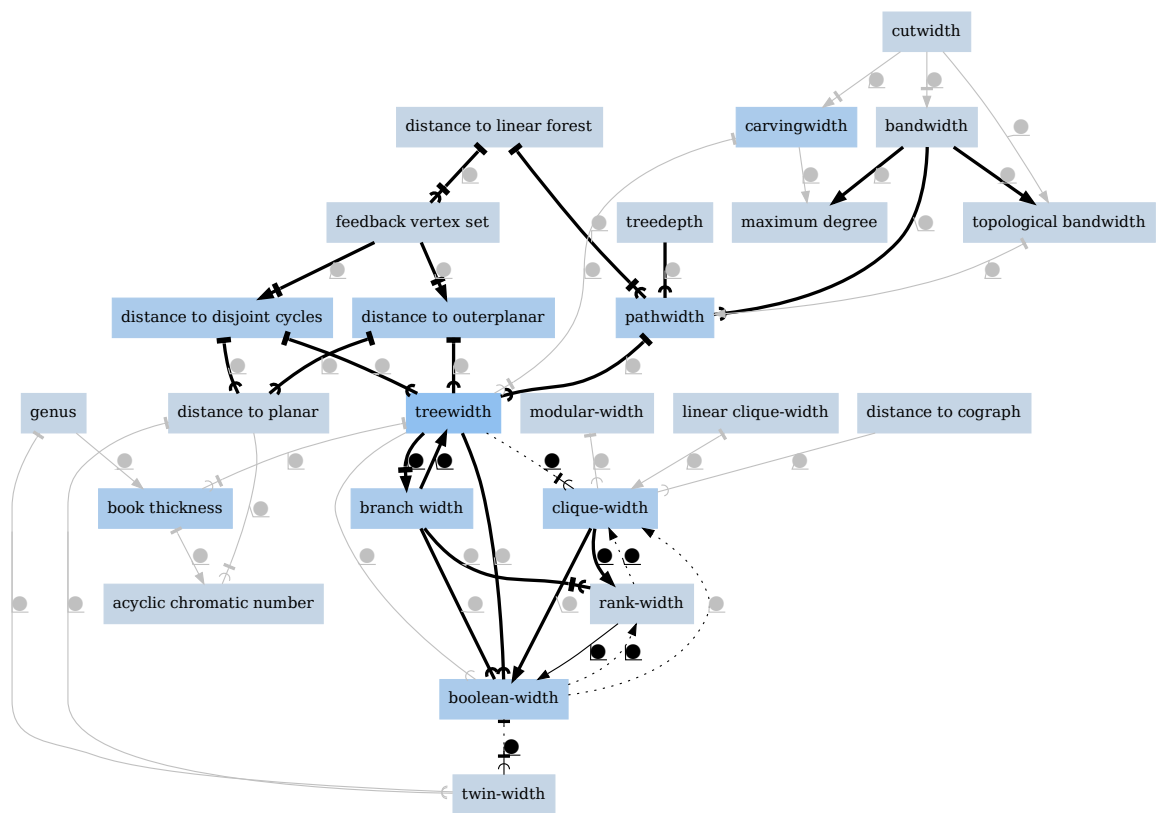 cutwidth
distance to linear forest
carvingwidth
bandwidth
feedback vertex set
treedepth
maximum degree
topological bandwidth
distance to disjoint cycles
distance to outerplanar
pathwidth
genus
distance to planar
treewidth
modular-width
linear clique-width
distance to cograph
book thickness
branch width
clique-width
acyclic chromatic number
rank-width
boolean-width
twin-width